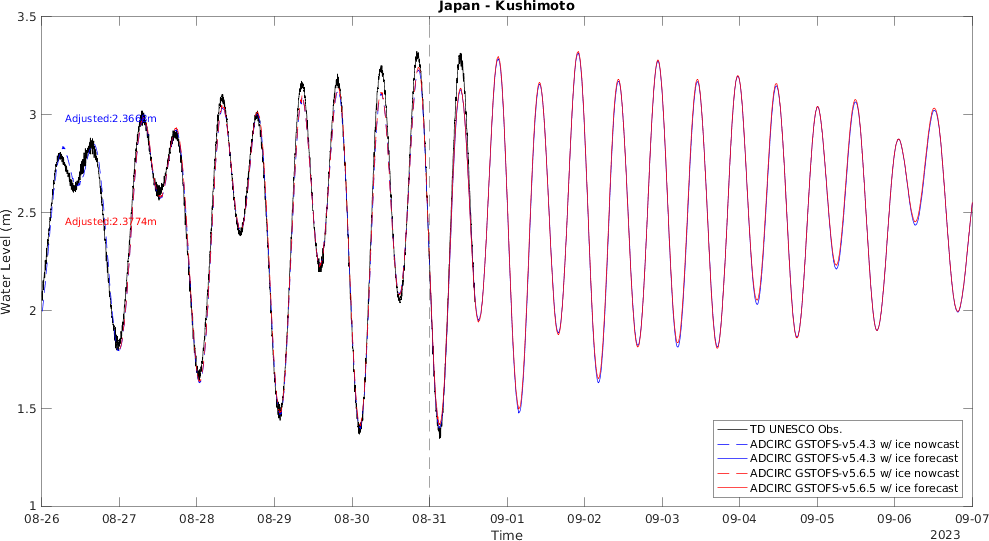 Japan - Kushimoto
3.5
3
2.5
2
1.5
1
Water Level (m)
Adjusted:2.3774m
08-26
08-27
08-28
08-29
08-30
08-31
09-01
09-02
09-03
09-04
09-05
09-06
09-07
Time
2023
TD UNESCO Obs.
ADCIRC GSTOFS-v5.4.3 w/ ice nowcast
ADCIRC GSTOFS-v5.4.3 w/ ice forecast
ADCIRC GSTOFS-v5.6.5 w/ ice nowcast
ADCIRC GSTOFS-v5.6.5 w/ ice forecast